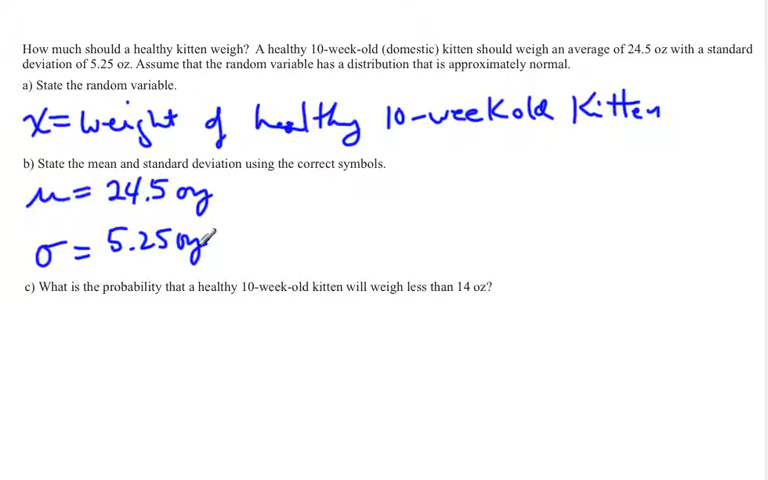 How much should a healthy kitten weigh? A healthy 10-week-old (domestic) kitten should weigh an average of 24.5 oz with a standard
deviation of 5.25 oz. Assume that the random variable has a distribution that is approximately normal.
a) State the random variable.
x = weight of healthy 10-week old kitten
b) State the mean and standard deviation using the correct symbols.
μ = 24.5 oz
σ = 5.25 oz
c) What is the probability that a healthy 10-week-old kitten will weigh less than 14 oz?